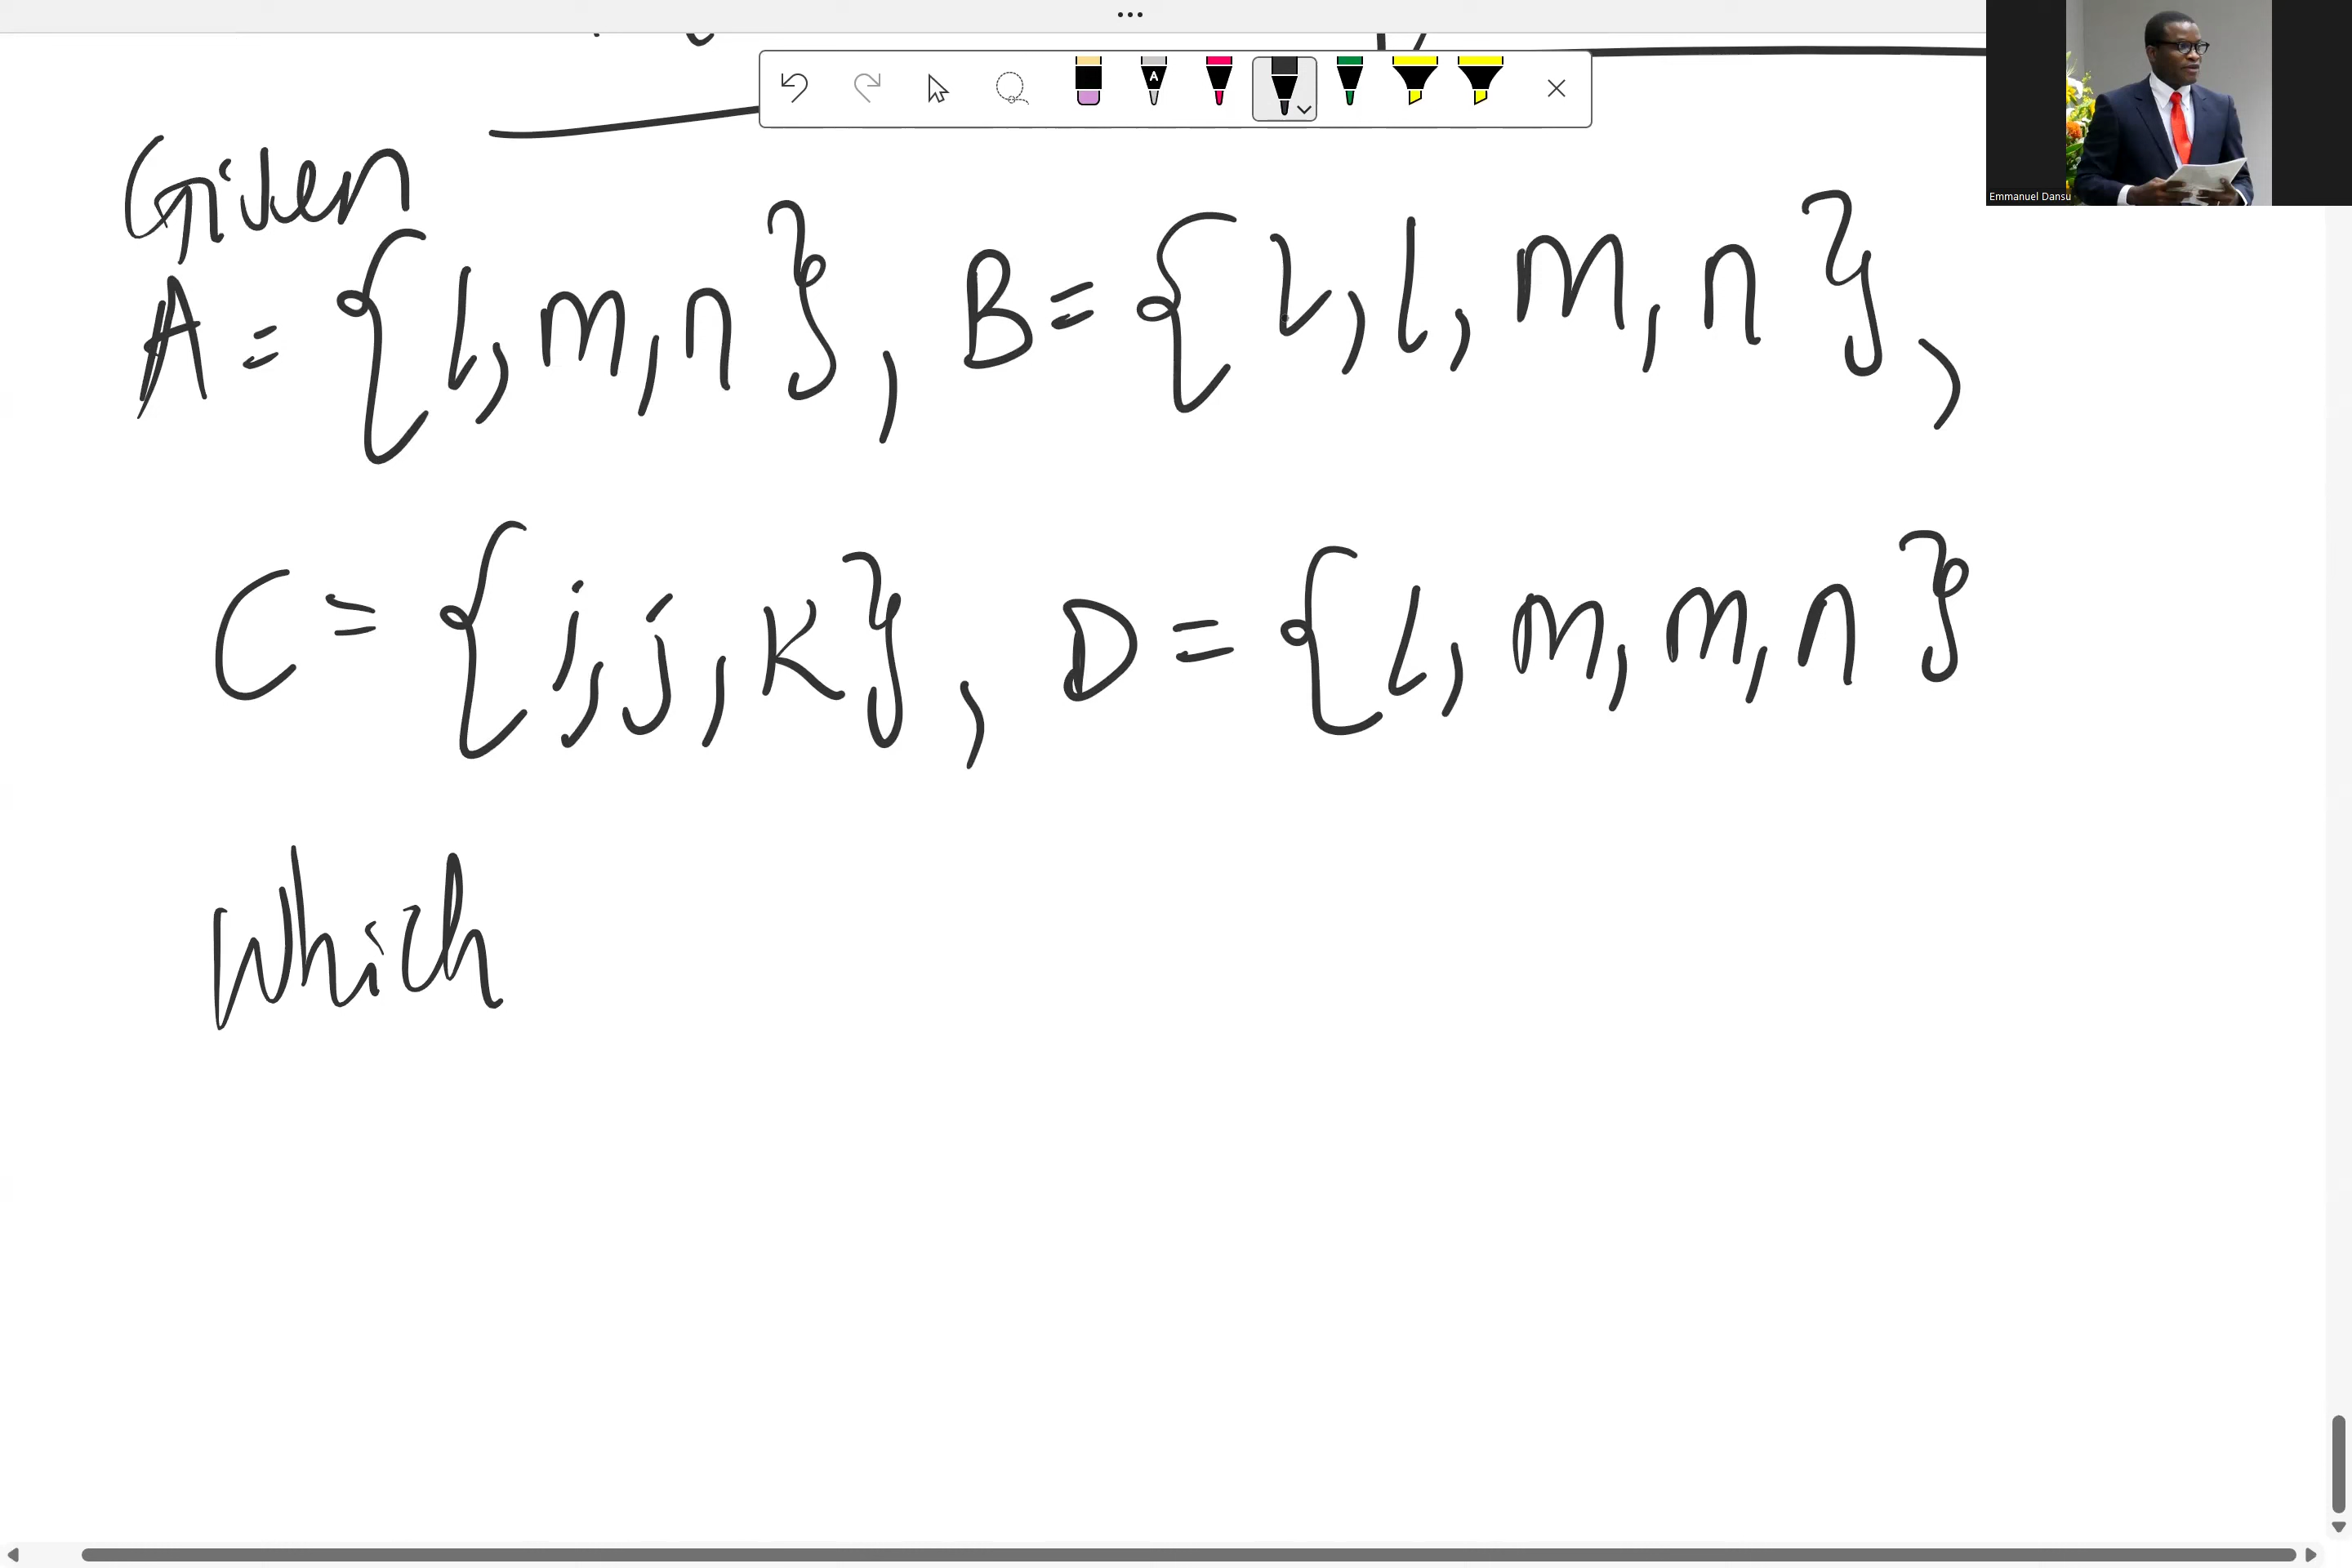 Given
A = {l, m, n}, B = {l, l, m, n},
C = {j, j, k}, D = {l, m, m, n}
Which
Emmanuel Dansu